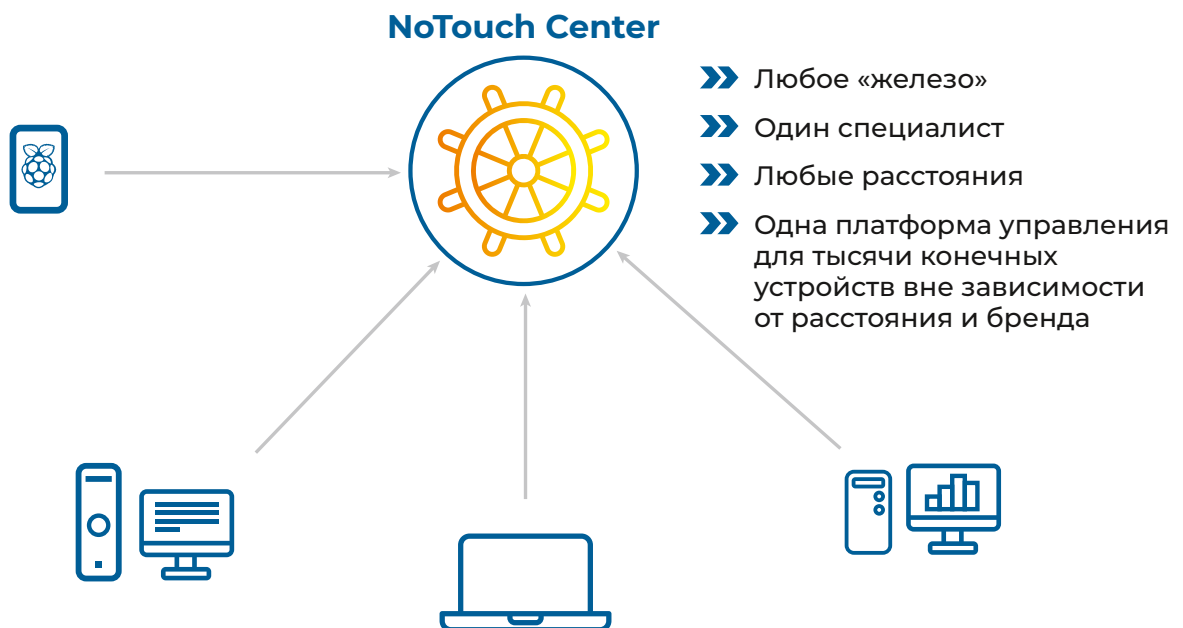 NoTouch Center
Любое «железо»
Один специалист
Любые расстояния
Одна платформа управления
для тысячи конечных
устройств вне зависимости
от расстояния и бренда